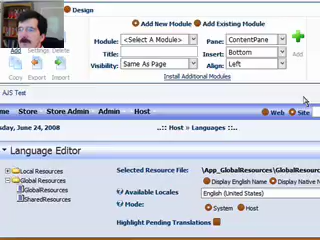 Design
Add New Module Add Existing Module
Module: <Select A Module> Pane: ContentPane
Add Settings Delete Title: Insert: Bottom Add
Visibility: Same As Page Align: Left
Copy Export Import Install Additional Modules
AJS Test
me Store Store Admin Admin Host Web Site
sday, June 24, 2008 ..:: Host » Languages ::..
Language Editor
Local Resources Selected Resource File: \App_GlobalResources\GlobalResourc
Global Resources Display English Name Display Native N
GlobalResources Available Locales
SharedResources English (United States)
Mode: System Host
Highlight Pending Translations